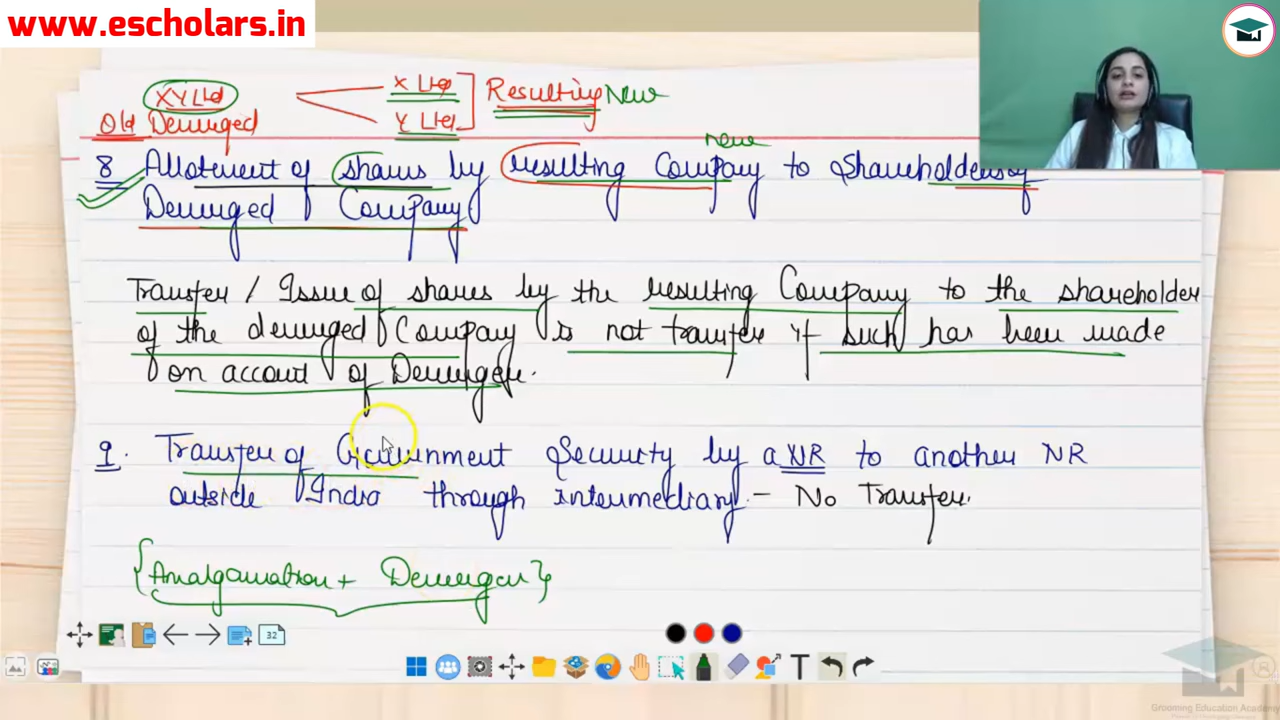 www.escholars.in
XY Ltd
X Ltd
Resulting New
Old Demerged
Y Ltd
new
8 Allotment of shares by resulting Company to Shareholders of
Demerged Company
Transfer / Issue of shares by the resulting Company to the shareholder
of the demerged Company is not transfer if such has been made
on account of Demerger.
9. Transfer of Government Security by a NR to another NR
outside India through intermediary - No Transfer.
{Amalgamation + Demerger}
32
T
Grooming Education Academy